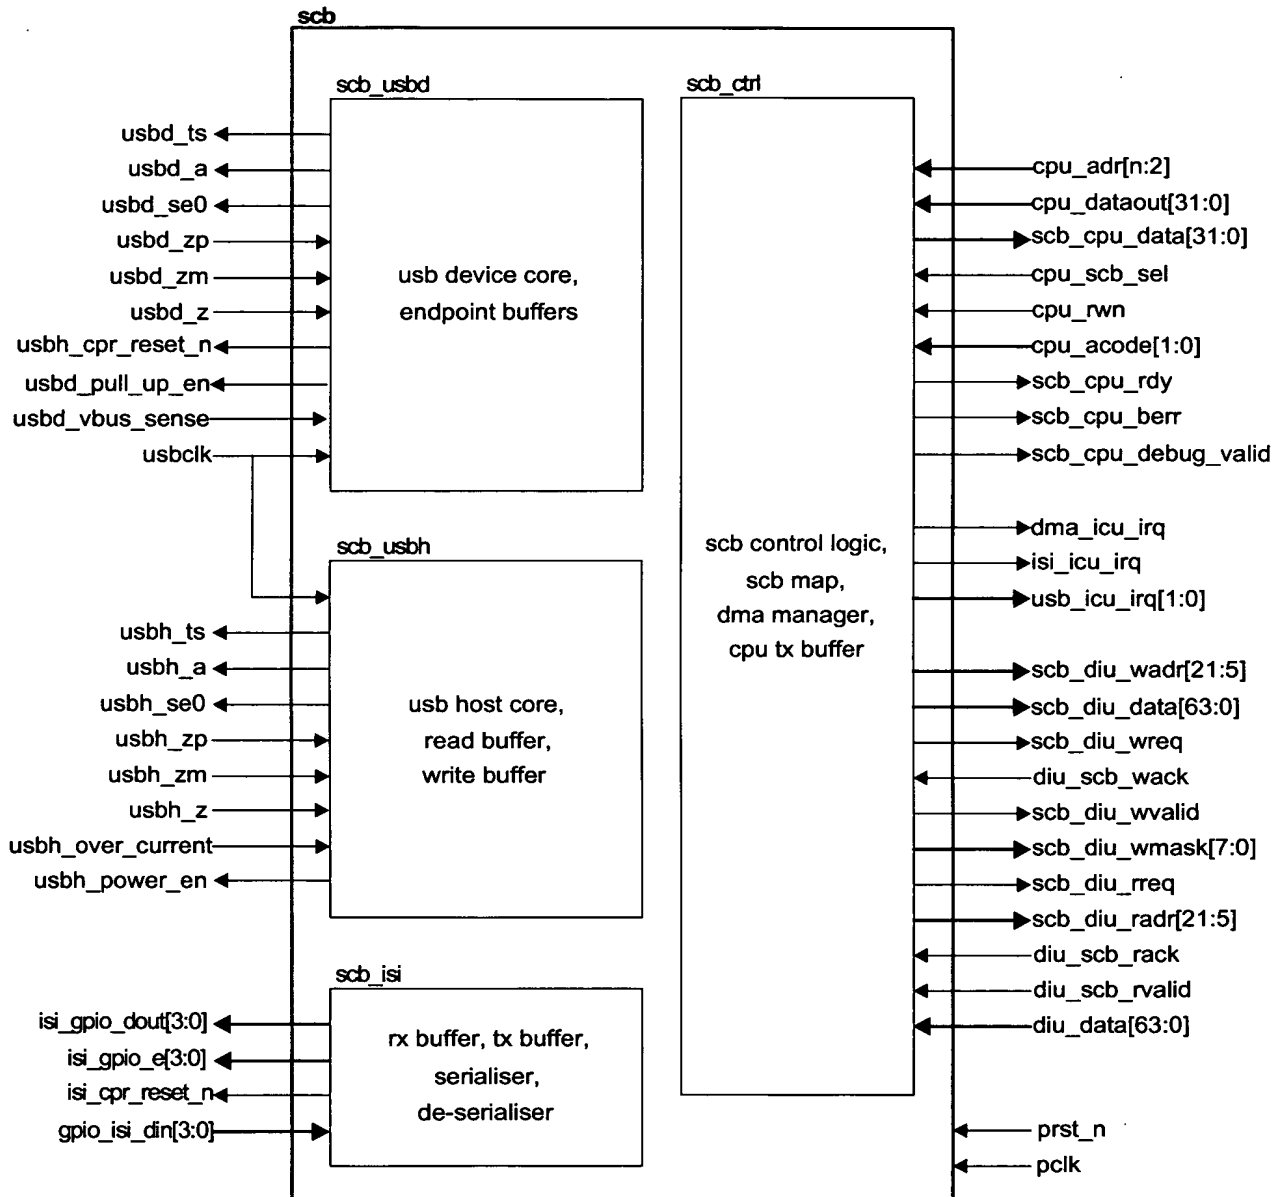 scb
scb_usbd
usbd_ts
usbd_a
usbd_se0
usbd_zp
usbd_zm
usbd_z
usbh_cpr_reset_n
usbd_pull_up_en
usbd_vbus_sense
usbclk
usb device core,
endpoint buffers
scb_usbh
usbh_ts
usbh_a
usbh_se0
usbh_zp
usbh_zm
usbh_z
usbh_over_current
usbh_power_en
usb host core,
read buffer,
write buffer
scb_isi
isi_gpio_dout[3:0]
isi_gpio_e[3:0]
isi_cpr_reset_n
gpio_isi_din[3:0]
rx buffer, tx buffer,
serialiser,
de-serialiser
scb_ctrl
scb control logic,
scb map,
dma manager,
cpu tx buffer
cpu_adr[n:2]
cpu_dataout[31:0]
scb_cpu_data[31:0]
cpu_scb_sel
cpu_rwn
cpu_acode[1:0]
scb_cpu_rdy
scb_cpu_berr
scb_cpu_debug_valid
dma_icu_irq
isi_icu_irq
usb_icu_irq[1:0]
scb_diu_wadr[21:5]
scb_diu_data[63:0]
scb_diu_wreq
diu_scb_wack
scb_diu_wvalid
scb_diu_wmask[7:0]
scb_diu_rreq
scb_diu_radr[21:5]
diu_scb_rack
diu_scb_rvalid
diu_data[63:0]
prst_n
pclk